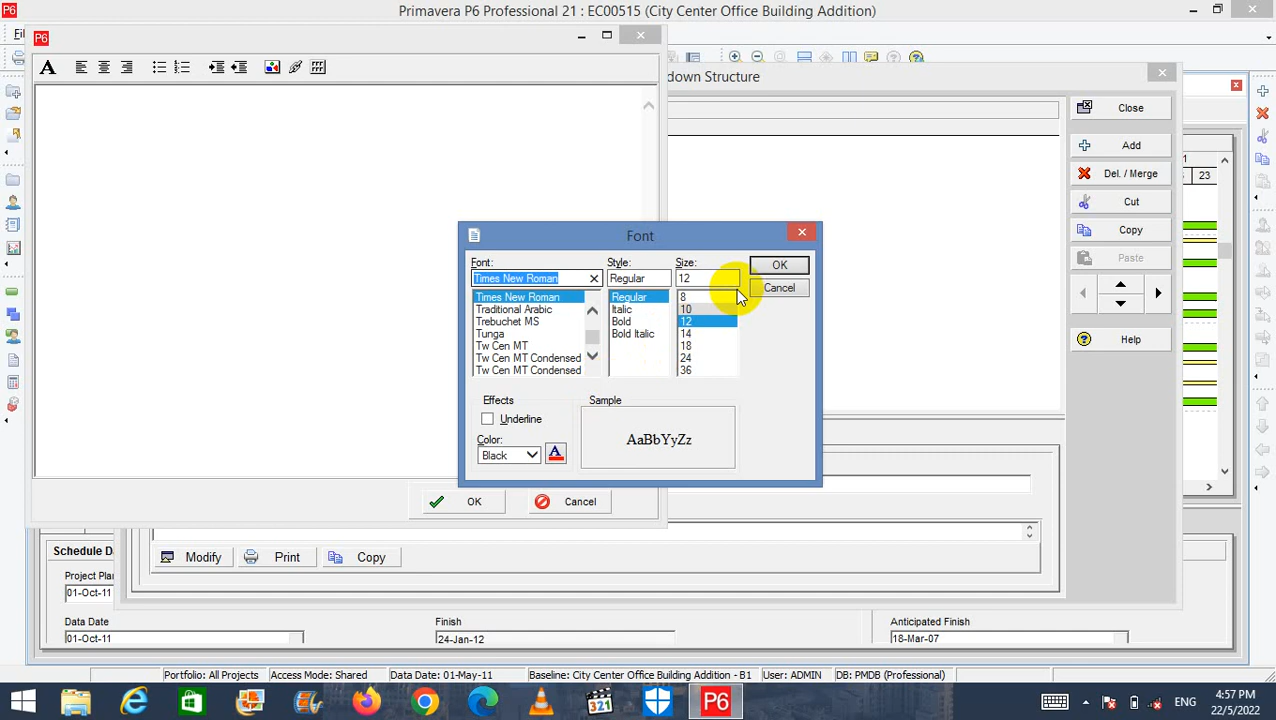 Primavera P6 Professional 21 : EC00515 (City Center Office Building Addition)
down Structure
Close
Add
Del. / Merge
Cut
Copy
Paste
Help
23
Font
Font:
Style:
Size:
Times New Roman
Regular
12
OK
Cancel
Times New Roman
Traditional Arabic
Trebuchet MS
Tunga
Tw Cen MT
Tw Cen MT Condensed
Tw Cen MT Condensed
Regular
Italic
Bold
Bold Italic
8
10
12
14
18
24
36
Effects
Underline
Color:
Black
Sample
AaBbYyZz
OK
Cancel
Modify
Print
Copy
Schedule Da
Project Plan
01-Oct-11
Data Date
01-Oct-11
Finish
24-Jan-12
Anticipated Finish
18-Mar-07
Portfolio: All Projects
Access Mode: Shared
Data Date: 01-May-11
Baseline: City Center Office Building Addition - B1
User: ADMIN
DB: PMDB (Professional)
P6
ENG
4:57 PM
22/5/2022